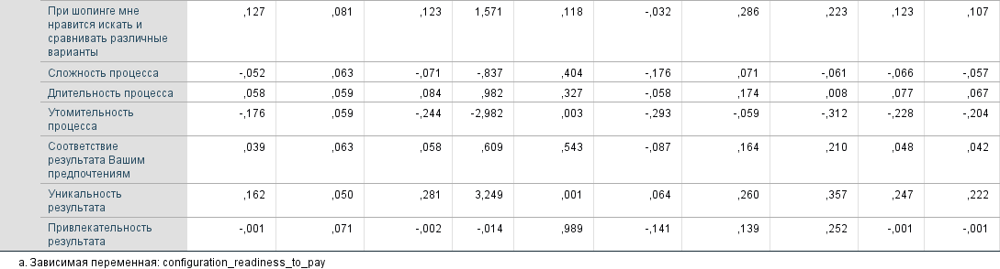 При шопинге мне ,127 ,081 ,123 1,571 ,118 -,032 ,286 ,223 ,123 ,107
нравится искать и
сравнивать различные
варианты
Сложность процесса -,052 ,063 -,071 -,837 ,404 -,176 ,071 -,061 -,066 -,057
Длительность процесса ,058 ,059 ,084 ,982 ,327 -,058 ,174 ,008 ,077 ,067
Утомительность -,176 ,059 -,244 -2,982 ,003 -,293 -,059 -,312 -,228 -,204
процесса
Соответствие ,039 ,063 ,058 ,609 ,543 -,087 ,164 ,210 ,048 ,042
результата Вашим
предпочтениям
Уникальность ,162 ,050 ,281 3,249 ,001 ,064 ,260 ,357 ,247 ,222
результата
Привлекательность -,001 ,071 -,002 -,014 ,989 -,141 ,139 ,252 -,001 -,001
результата
a. Зависимая переменная: configuration_readiness_to_pay